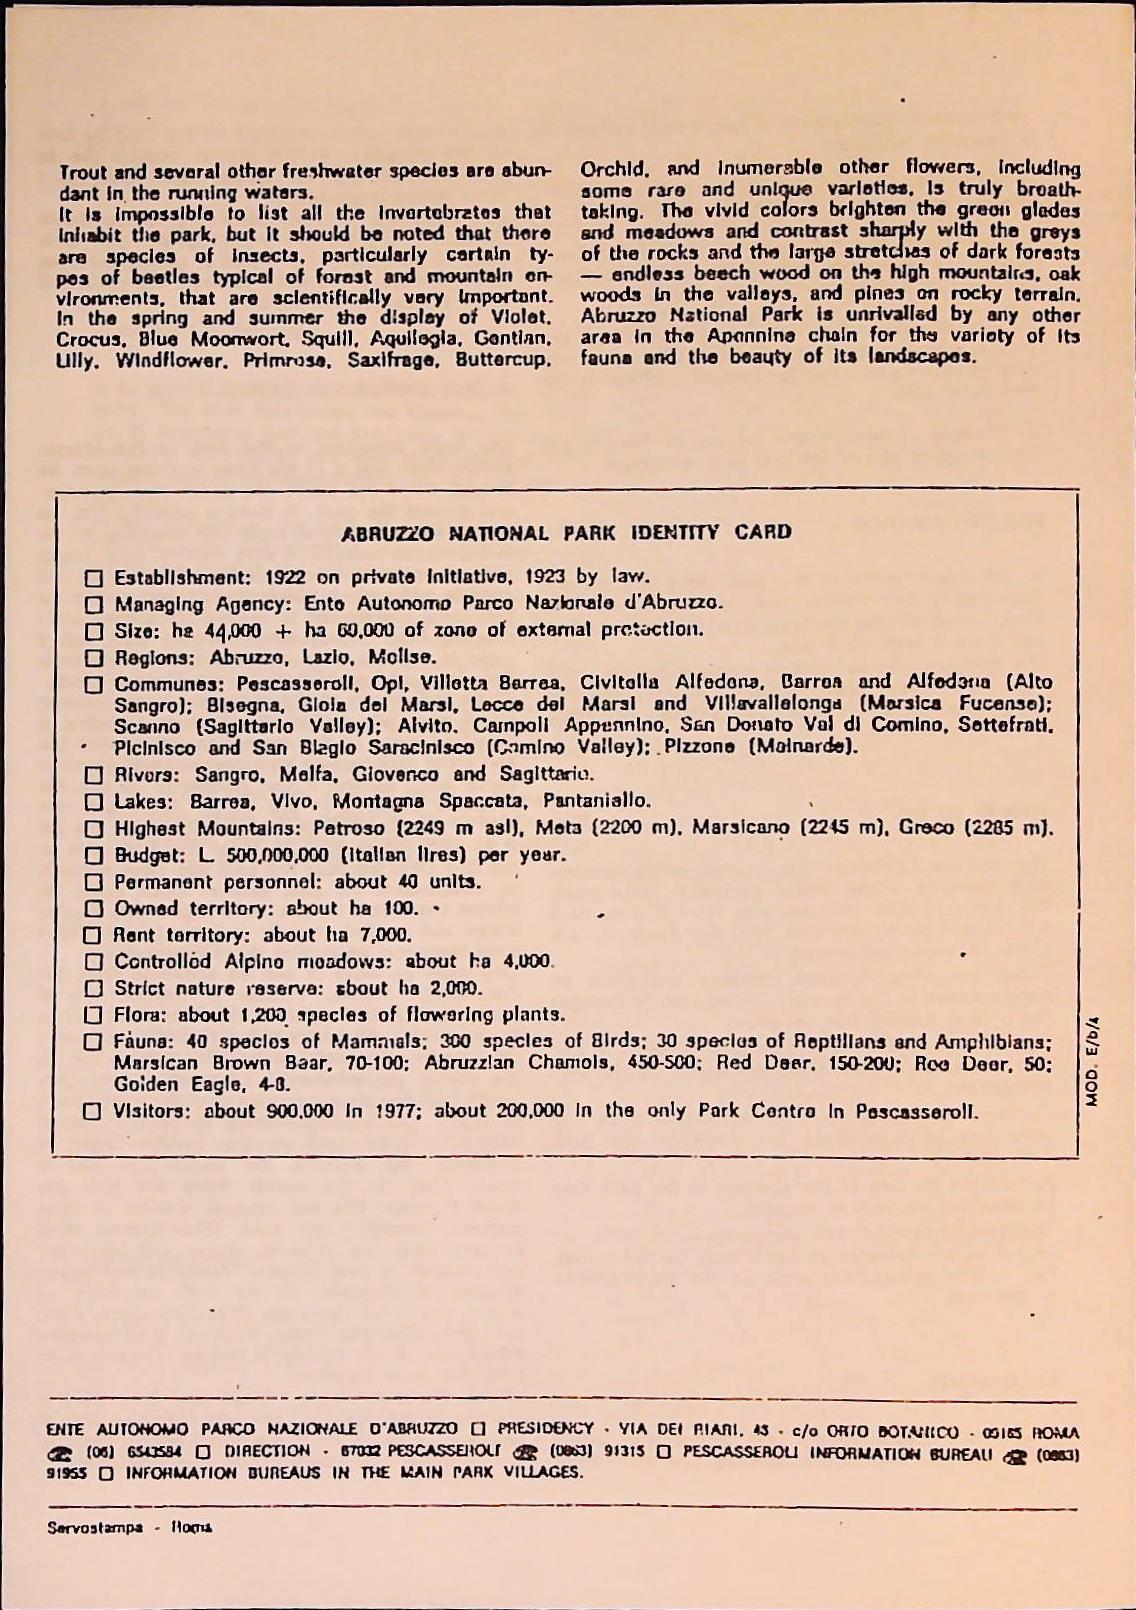 Trout and several other freshwater species are abun-
dant in the running waters.
It is impossible to list all the invertebrates that
inhabit the park, but it should be noted that there
are species of insects, particularly certain ty-
pes of beetles typical of forest and mountain en-
vironments, that are scientifically very important.
In the spring and summer the display of Violet,
Crocus, Blue Moonwort, Squill, Aquilegia, Gentian,
Lilly, Windflower, Primrose, Saxifrage, Buttercup,
Orchid, and inumerable other flowers, including
some rare and unique varieties, is truly breath-
taking. The vivid colors brighten the green glades
and meadows and contrast sharply with the greys
of the rocks and the large stretches of dark forests
— endless beech wood on the high mountains, oak
woods in the valleys, and pines on rocky terrain.
Abruzzo National Park is unrivalled by any other
area in the Apennine chain for the variety of its
fauna and the beauty of its landscapes.
ABRUZZO NATIONAL PARK IDENTITY CARD
☐ Establishment: 1922 on private initiative, 1923 by law.
☐ Managing Agency: Ente Autonomo Parco Nazionale d'Abruzzo.
☐ Size: ha 44,000 + ha 60,000 of zone of external protection.
☐ Regions: Abruzzo, Lazio, Molise.
☐ Communes: Pescasseroli, Opi, Villetta Barrea, Civitella Alfedena, Barrea and Alfedena (Alto
Sangro); Bisegna, Gioia dei Marsi, Lecce dei Marsi and Villavallelonga (Marsica Fucense);
Scanno (Sagittario Valley); Alvito, Campoli Appennino, San Donato Val di Comino, Settefrati,
Picinisco and San Biagio Saracinisco (Comino Valley); Pizzone (Mainarde).
☐ Rivers: Sangro, Melfa, Giovenco and Sagittario.
☐ Lakes: Barrea, Vivo, Montagna Spaccata, Pantaniello.
☐ Highest Mountains: Petroso (2249 m asl), Meta (2200 m), Marsicano (2245 m), Greco (2285 m).
☐ Budget: L 500,000,000 (italian lires) per year.
☐ Permanent personnel: about 40 units.
☐ Owned territory: about ha 100.
☐ Rent territory: about ha 7,000.
☐ Controlled Alpine meadows: about ha 4,000.
☐ Strict nature reserve: about ha 2,000.
☐ Flora: about 1,200 species of flowering plants.
☐ Fauna: 40 species of Mammals; 300 species of Birds; 30 species of Reptilians and Amphibians;
Marsican Brown Bear, 70-100; Abruzzian Chamois, 450-500; Red Deer, 150-200; Roe Deer, 50;
Golden Eagle, 4-8.
☐ Visitors: about 900,000 in 1977; about 200,000 in the only Park Centre in Pescasseroli.
MOD. E/b/4
ENTE AUTONOMO PARCO NAZIONALE D'ABRUZZO ☐ PRESIDENCY - VIA DEI RIARI, 43 - c/o ORTO BOTANICO - 00165 ROMA
☎ (06) 6543584 ☐ DIRECTION - 67032 PESCASSEROLI ☎ (0863) 91315 ☐ PESCASSEROLI INFORMATION BUREAU ☎ (0863)
91955 ☐ INFORMATION BUREAUS IN THE MAIN PARK VILLAGES.
Servostampa - Roma